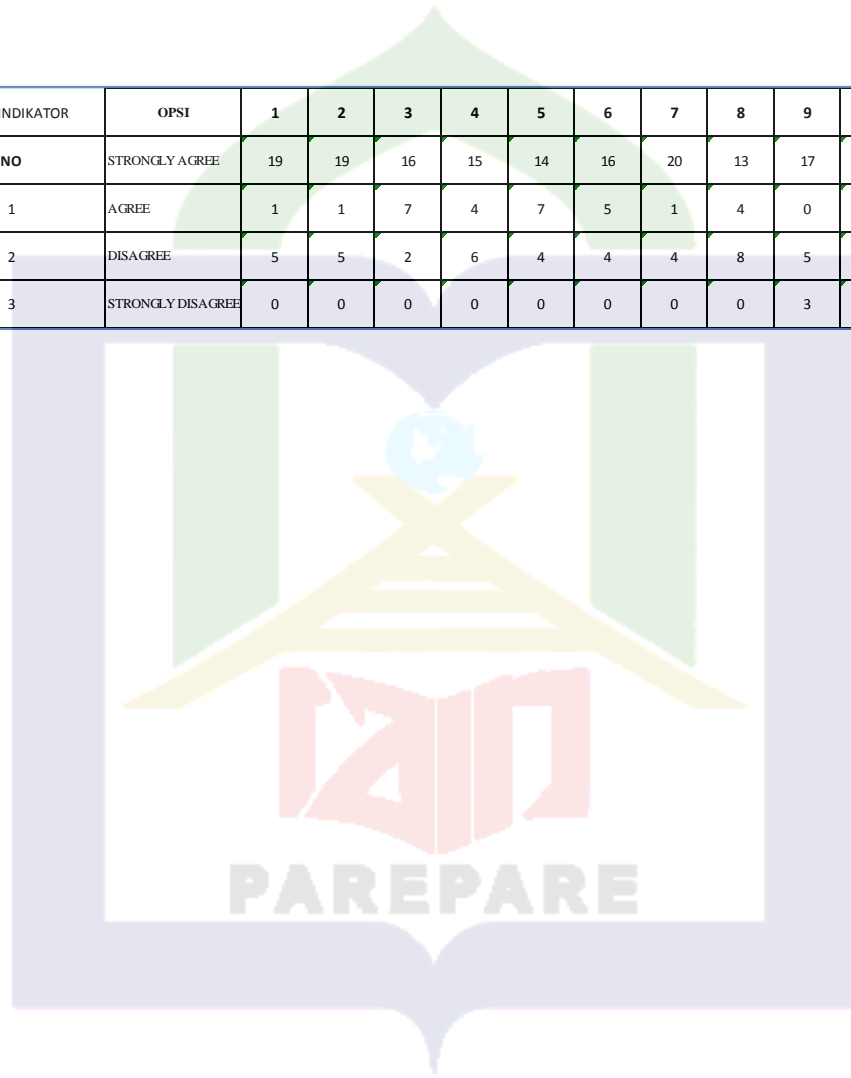 NDIKATOR OPSI 1 2 3 4 5 6 7 8 9
NO STRONGLY AGREE 19 19 16 15 14 16 20 13 17
1 AGREE 1 1 7 4 7 5 1 4 0
2 DISAGREE 5 5 2 6 4 4 4 8 5
3 STRONGLY DISAGREE 0 0 0 0 0 0 0 0 3
PAREPARE